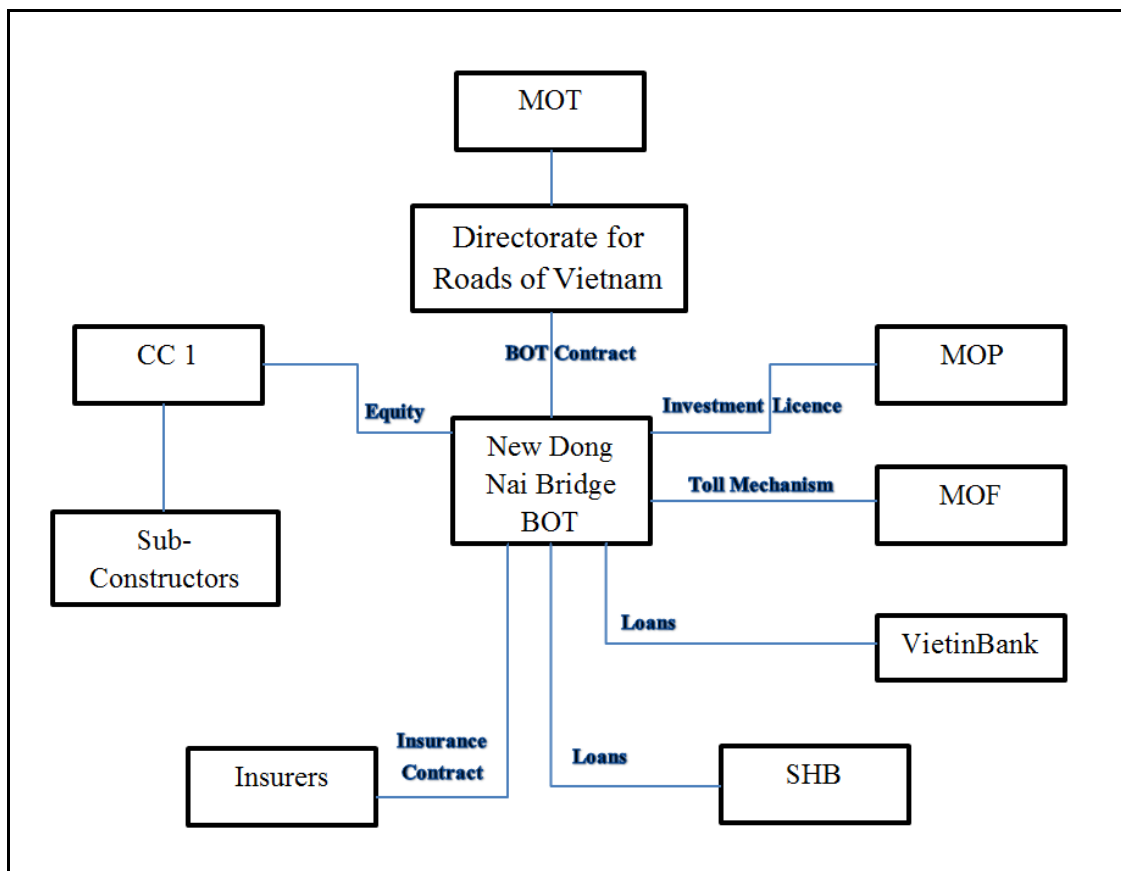 MOT
Directorate for
Roads of Vietnam
BOT Contract
CC 1
MOP
Equity
Investment Licence
New Dong
Nai Bridge
BOT
Toll Mechanism
MOF
Sub-
Constructors
Loans
VietinBank
Insurance
Contract
Insurers
Loans
SHB